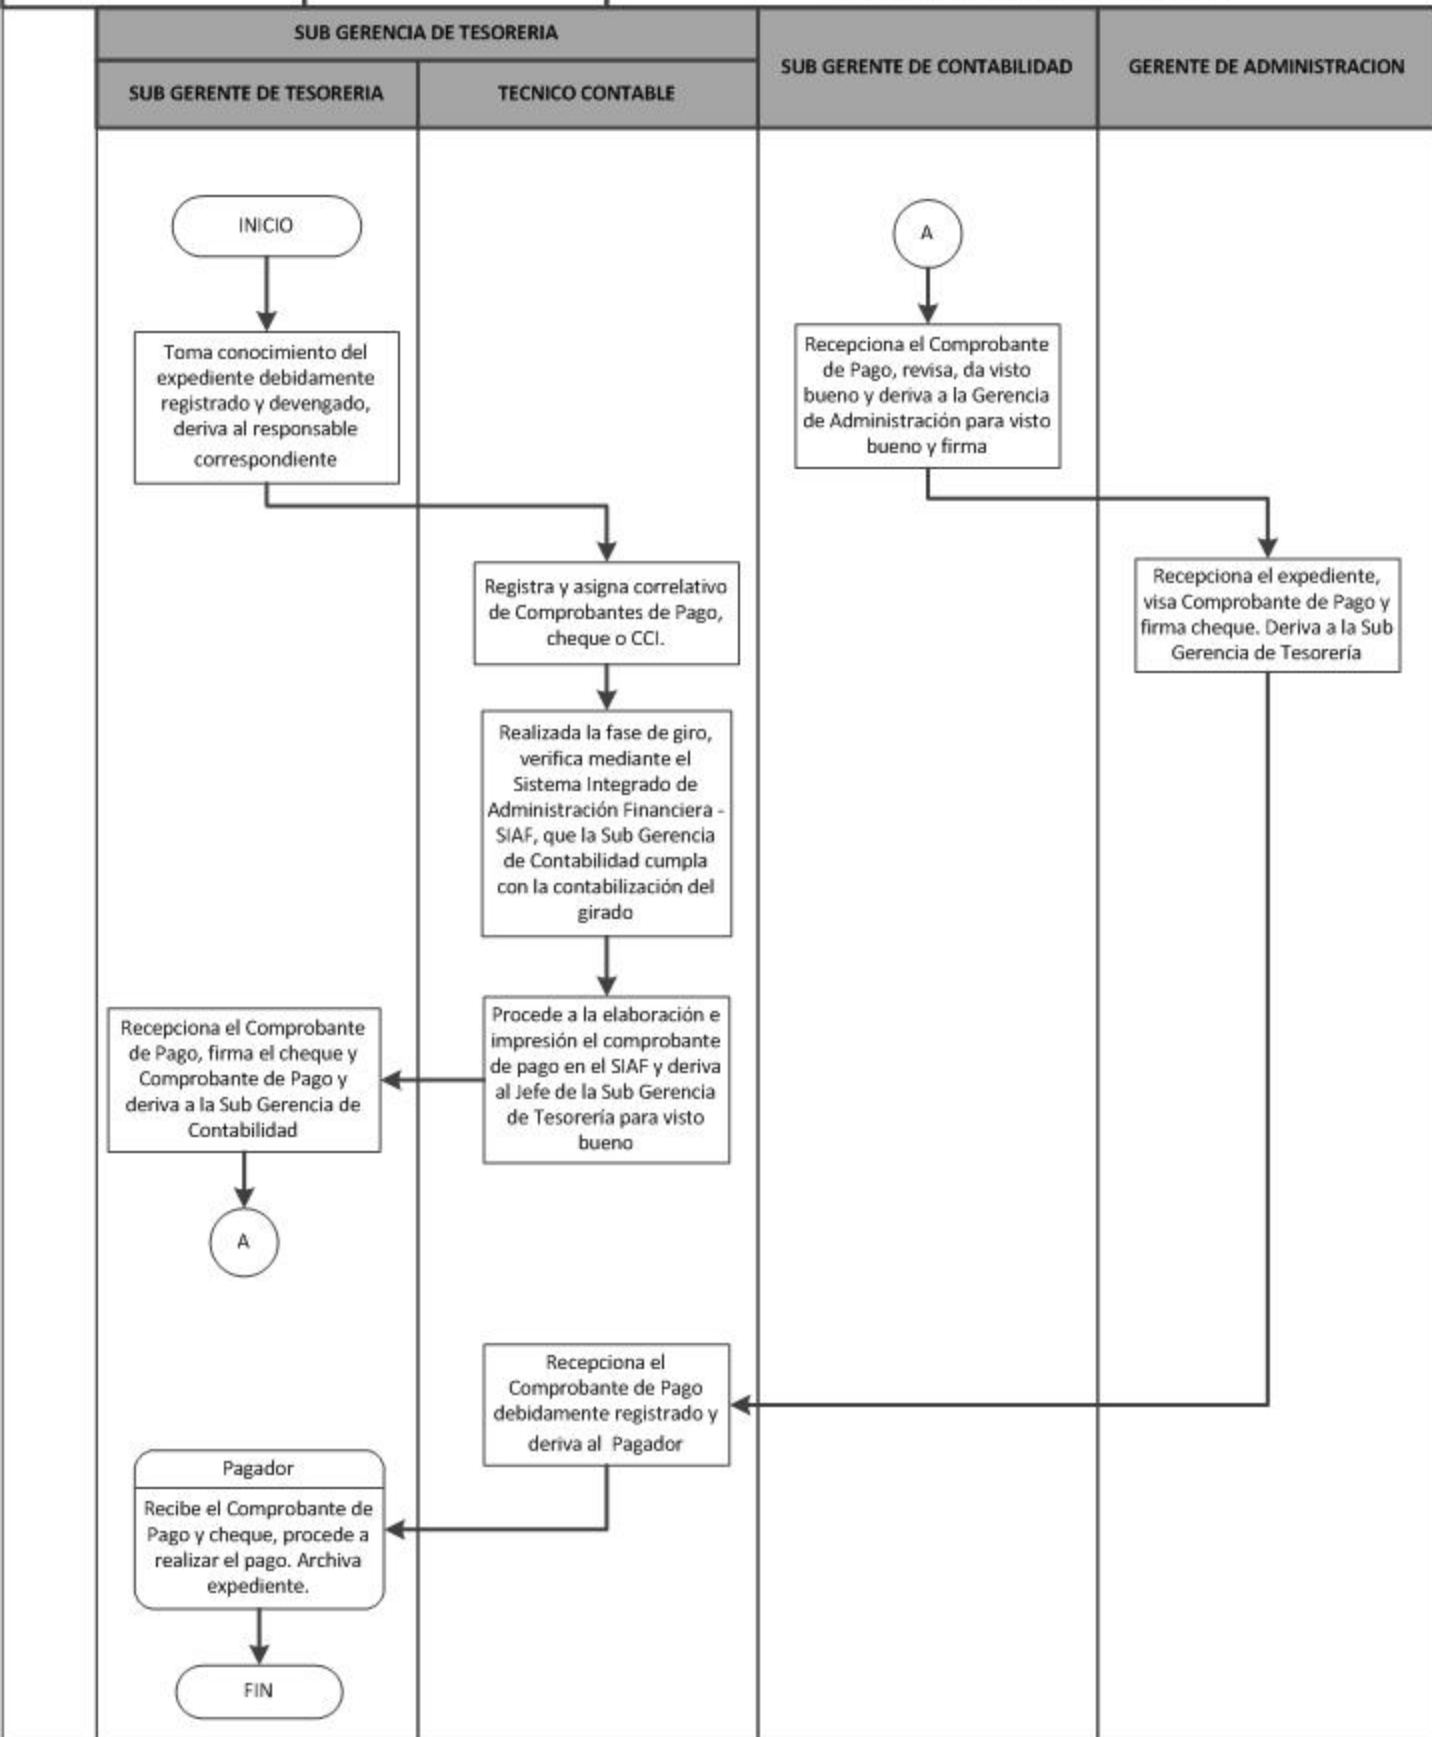 SUB GERENCIA DE TESORERIA
SUB GERENTE DE TESORERIA
TECNICO CONTABLE
SUB GERENTE DE CONTABILIDAD
GERENTE DE ADMINISTRACION
INICIO
Toma conocimiento del
expediente debidamente
registrado y devengado,
deriva al responsable
correspondiente
Registra y asigna correlativo
de Comprobantes de Pago,
cheque o CCI.
Realizada la fase de giro,
verifica mediante el
Sistema Integrado de
Administración Financiera -
SIAF, que la Sub Gerencia
de Contabilidad cumpla
con la contabilización del
girado
Procede a la elaboración e
impresión el comprobante
de pago en el SIAF y deriva
al Jefe de la Sub Gerencia
de Tesorería para visto
bueno
Recepciona el Comprobante
de Pago, firma el cheque y
Comprobante de Pago y
deriva a la Sub Gerencia de
Contabilidad
A
A
Recepciona el Comprobante
de Pago, revisa, da visto
bueno y deriva a la Gerencia
de Administración para visto
bueno y firma
Recepciona el expediente,
visa Comprobante de Pago y
firma cheque. Deriva a la Sub
Gerencia de Tesorería
Recepciona el
Comprobante de Pago
debidamente registrado y
deriva al Pagador
Pagador
Recibe el Comprobante de
Pago y cheque, procede a
realizar el pago. Archiva
expediente.
FIN